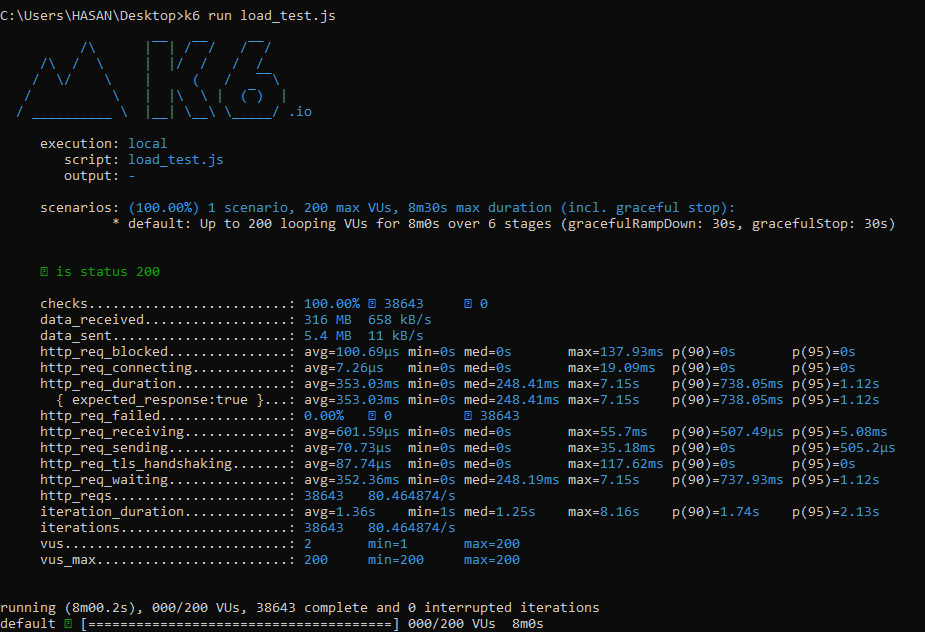 C:\Users\HASAN\Desktop>k6 run load_test.js
K6 .io
execution: local
script: load_test.js
output: -
scenarios: (100.00%) 1 scenario, 200 max VUs, 8m30s max duration (incl. graceful stop):
* default: Up to 200 looping VUs for 8m0s over 6 stages (gracefulRampDown: 30s, gracefulStop: 30s)
is status 200
checks.........................: 100.00% 38643 0
data_received..................: 316 MB 658 kB/s
data_sent......................: 5.4 MB 11 kB/s
http_req_blocked...............: avg=100.69µs min=0s med=0s max=137.93ms p(90)=0s p(95)=0s
http_req_connecting............: avg=7.26µs min=0s med=0s max=19.09ms p(90)=0s p(95)=0s
http_req_duration..............: avg=353.03ms min=0s med=248.41ms max=7.15s p(90)=738.05ms p(95)=1.12s
{ expected_response:true }...: avg=353.03ms min=0s med=248.41ms max=7.15s p(90)=738.05ms p(95)=1.12s
http_req_failed................: 0.00% 0 38643
http_req_receiving.............: avg=601.59µs min=0s med=0s max=55.7ms p(90)=507.49µs p(95)=5.08ms
http_req_sending...............: avg=70.73µs min=0s med=0s max=35.18ms p(90)=0s p(95)=505.2µs
http_req_tls_handshaking.......: avg=87.74µs min=0s med=0s max=117.62ms p(90)=0s p(95)=0s
http_req_waiting...............: avg=352.36ms min=0s med=248.19ms max=7.15s p(90)=737.93ms p(95)=1.12s
http_reqs......................: 38643 80.464874/s
iteration_duration.............: avg=1.36s min=1s med=1.25s max=8.16s p(90)=1.74s p(95)=2.13s
iterations.....................: 38643 80.464874/s
vus............................: 2 min=1 max=200
vus_max........................: 200 min=200 max=200
running (8m00.2s), 000/200 VUs, 38643 complete and 0 interrupted iterations
default [======================================] 000/200 VUs 8m0s